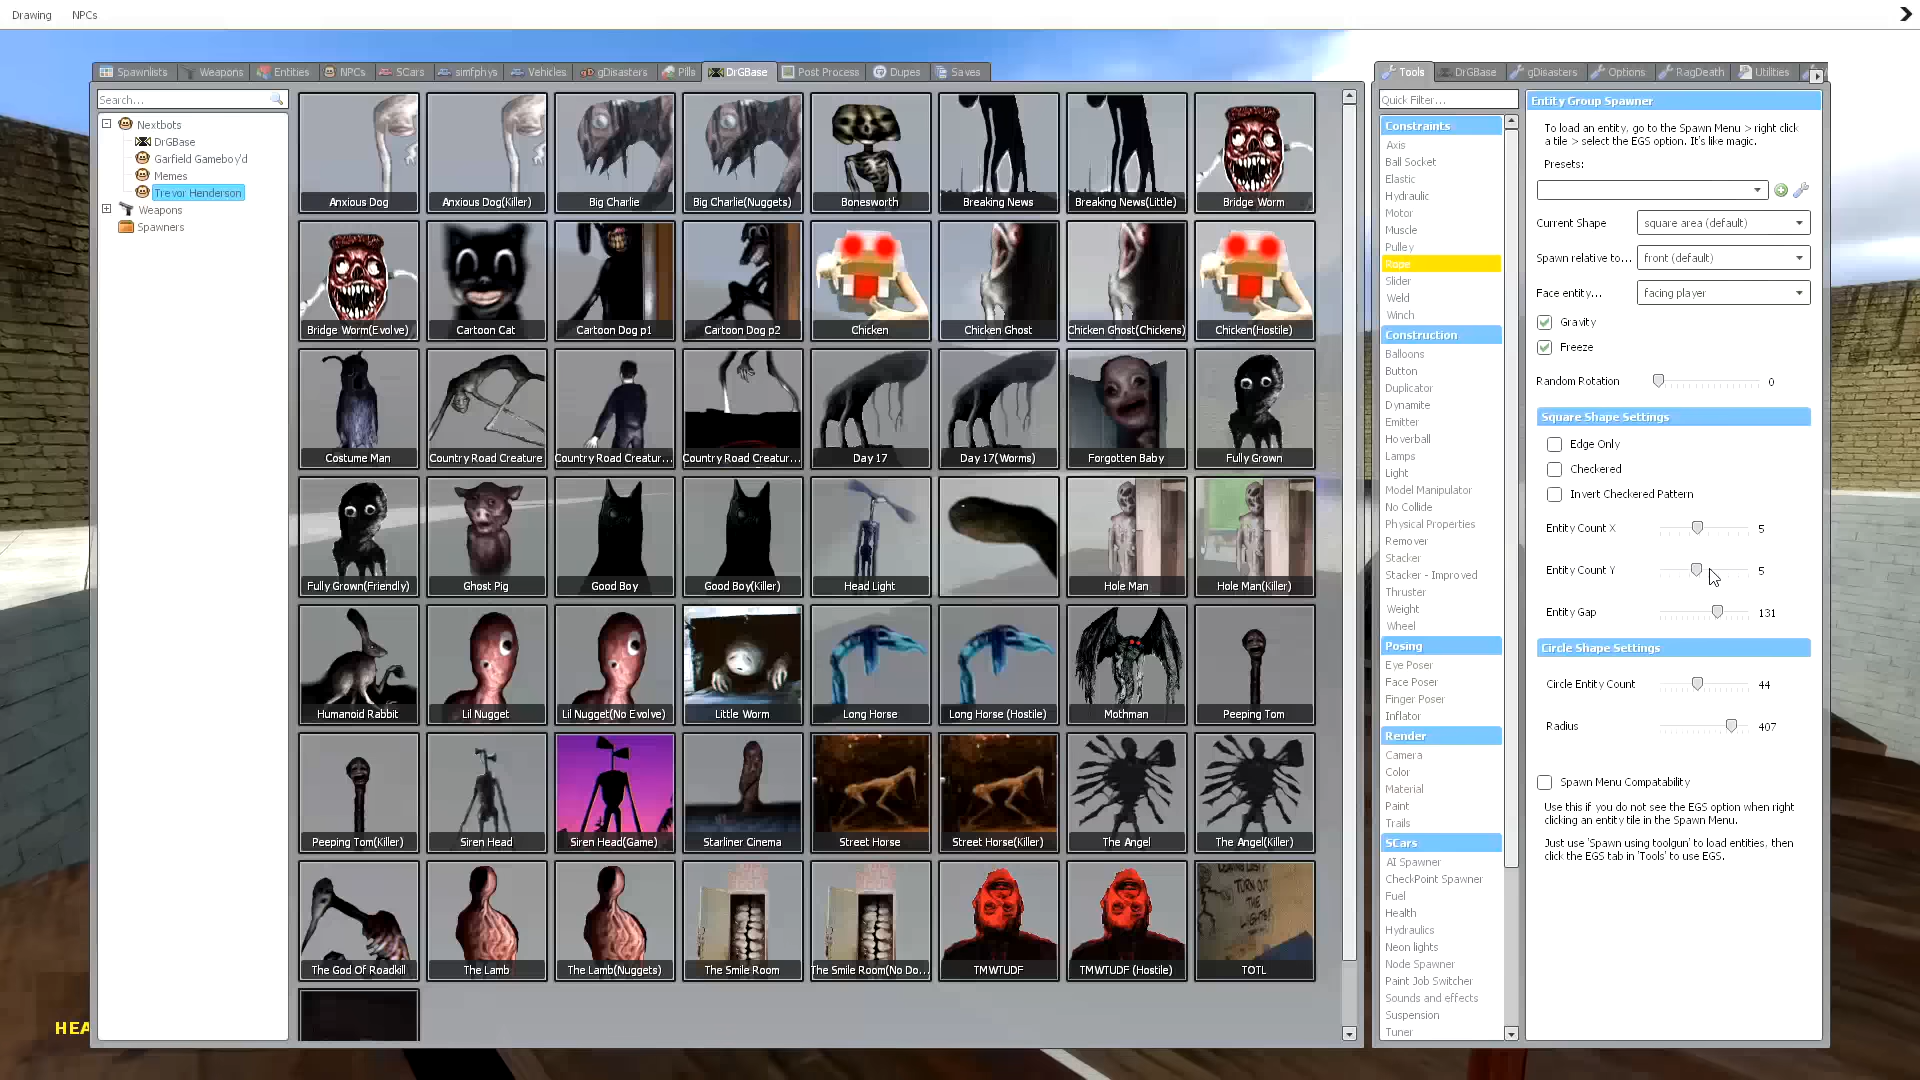 Drawing NPCs
Spawnlists Weapons Entities NPCs SCars simfphys Vehicles gDisasters Pills DrGBase Post Process Dupes Saves
Search...
Nextbots
DrGBase
Garfield Gameboy'd
Memes
Trevor Henderson
Weapons
Spawners
Anxious Dog
Anxious Dog(Killer)
Big Charlie
Big Charlie(Nuggets)
Bonesworth
Breaking News
Breaking News(Little)
Bridge Worm
Bridge Worm(Evolve)
Cartoon Cat
Cartoon Dog p1
Cartoon Dog p2
Chicken
Chicken Ghost
Chicken Ghost(Chickens)
Chicken(Hostile)
Costume Man
Country Road Creature
Country Road Creatur...
Country Road Creatur...
Day 17
Day 17(Worms)
Forgotten Baby
Fully Grown
Fully Grown(Friendly)
Ghost Pig
Good Boy
Good Boy(Killer)
Head Light
Hole Man
Hole Man(Killer)
Humanoid Rabbit
Lil Nugget
Lil Nugget(No Evolve)
Little Worm
Long Horse
Long Horse (Hostile)
Mothman
Peeping Tom
Peeping Tom(Killer)
Siren Head
Siren Head(Game)
Starliner Cinema
Street Horse
Street Horse(Killer)
The Angel
The Angel(Killer)
The God Of Roadkill
The Lamb
The Lamb(Nuggets)
The Smile Room
The Smile Room(No Do...
TMWTUDF
TMWTUDF (Hostile)
TURN OUT
THE
LIGHTS!
TOTL
HEA
Tools DrGBase gDisasters Options RagDeath Utilities
Quick Filter...
Constraints
Axis
Ball Socket
Elastic
Hydraulic
Motor
Muscle
Pulley
Rope
Slider
Weld
Winch
Construction
Balloons
Button
Duplicator
Dynamite
Emitter
Hoverball
Lamps
Light
Model Manipulator
No Collide
Physical Properties
Remover
Stacker
Stacker - Improved
Thruster
Weight
Wheel
Posing
Eye Poser
Face Poser
Finger Poser
Inflator
Render
Camera
Color
Material
Paint
Trails
SCars
AI Spawner
CheckPoint Spawner
Fuel
Health
Hydraulics
Neon lights
Node Spawner
Paint Job Switcher
Sounds and effects
Suspension
Tuner
Entity Group Spawner
To load an entity, go to the Spawn Menu > right click
a tile > select the EGS option. It's like magic.
Presets:
Current Shape square area (default)
Spawn relative to... front (default)
Face entity... facing player
Gravity
Freeze
Random Rotation 0
Square Shape Settings
Edge Only
Checkered
Invert Checkered Pattern
Entity Count X 5
Entity Count Y 5
Entity Gap 131
Circle Shape Settings
Circle Entity Count 44
Radius 407
Spawn Menu Compatability
Use this if you do not see the EGS option when right
clicking an entity tile in the Spawn Menu.
Just use 'Spawn using toolgun' to load entities, then
click the EGS tab in 'Tools' to use EGS.